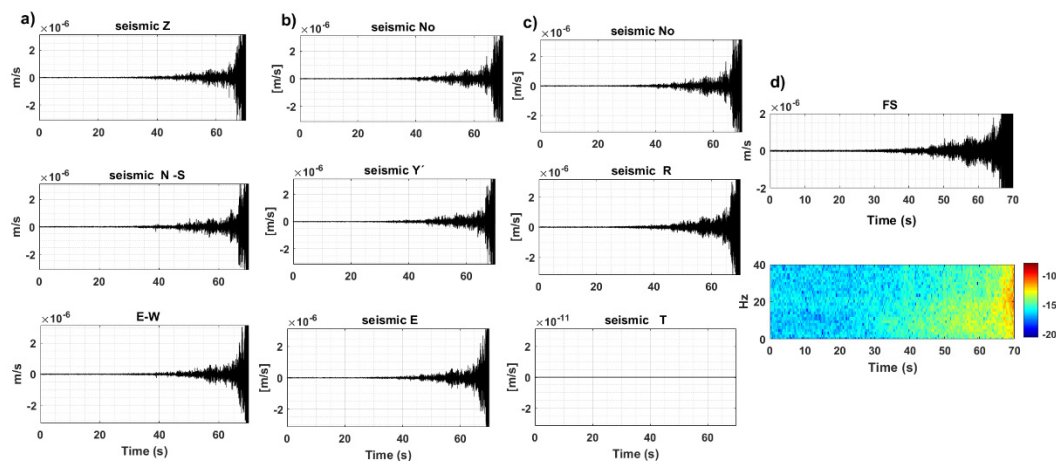 a)
×10⁻⁶
seismic Z
2
0
-2
m/s
0 20 40 60
×10⁻⁶
seismic N -S
2
0
-2
m/s
0 20 40 60
×10⁻⁶
E-W
2
0
-2
m/s
0 20 40 60
Time (s)
b)
×10⁻⁶
seismic No
2
0
-2
[m/s]
0 20 40 60
×10⁻⁶
seismic Y´
2
0
-2
[m/s]
0 20 40 60
×10⁻⁶
seismic E
2
0
-2
[m/s]
0 20 40 60
Time (s)
c)
×10⁻⁶
seismic No
2
0
-2
[m/s]
0 20 40 60
×10⁻⁶
seismic R
2
0
-2
[m/s]
0 20 40 60
×10⁻¹¹
seismic T
2
0
-2
[m/s]
0 20 40 60
Time (s)
d)
×10⁻⁶
FS
2
0
-2
m/s
0 10 20 30 40 50 60 70
Time (s)
40
20
0
Hz
0 10 20 30 40 50 60 70
Time (s)
-10
-15
-20